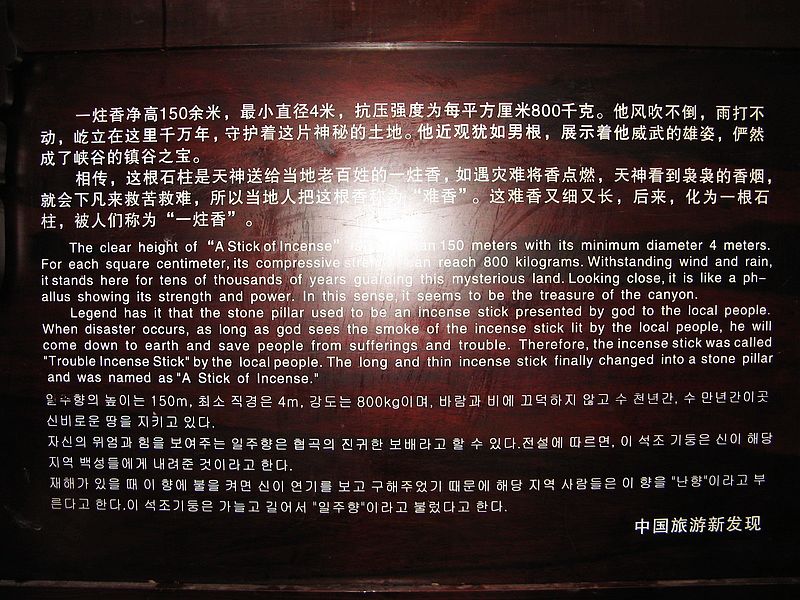 一炷香净高150余米，最小直径4米，抗压强度为每平方厘米800千克。他风吹不倒，雨打不
动，屹立在这里千万年，守护着这片神秘的土地。他近观犹如男根，展示着他威武的雄姿，俨然
成了峡谷的镇谷之宝。
相传，这根石柱是天神送给当地老百姓的一炷香，如遇灾难将香点燃，天神看到袅袅的香烟，
就会下凡来救苦救难，所以当地人把这根香称为“难香”。这难香又细又长，后来，化为一根石
柱，被人们称为“一炷香”。
The clear height of “A Stick of Incense” 150 meters with its minimum diameter 4 meters.
For each square centimeter, its compressive reach 800 kilograms. Withstanding wind and rain,
it stands here for tens of thousands of years guarding this mysterious land. Looking close, it is like a ph-
allus showing its strength and power. In this sense, it seems to be the treasure of the canyon.
Legend has it that the stone pillar used to be an incense stick presented by god to the local people.
When disaster occurs, as long as god sees the smoke of the incense stick lit by the local people, he will
come down to earth and save people from sufferings and trouble. Therefore, the incense stick was called
"Trouble Incense Stick" by the local people. The long and thin incense stick finally changed into a stone pillar
and was named as "A Stick of Incense."
일주향의 높이는 150m, 최소 직경은 4m, 강도는 800kg이며, 바람과 비에 끄덕하지 않고 수 천년간, 수 만년간이곳
신비로운 땅을 지키고 있다.
자신의 위엄과 힘을 보여주는 일주향은 협곡의 진귀한 보배라고 할 수 있다.전설에 따르면, 이 석조 기둥은 신이 해당
지역 백성들에게 내려준 것이라고 한다.
재해가 있을 때 이 향에 불을 켜면 신이 연기를 보고 구해주었기 때문에 해당 지역 사람들은 이 향을 "난향"이라고 부
른다고 한다.이 석조기둥은 가늘고 길어서 "일주향"이라고 불렀다고 한다.
中国旅游新发现